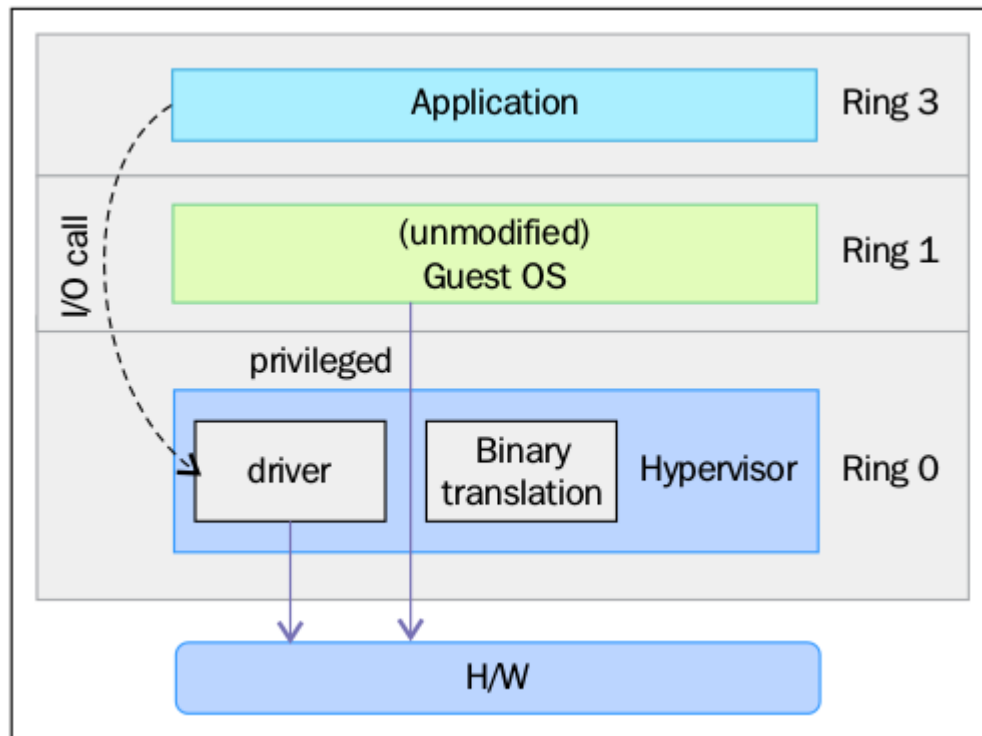 Application
Ring 3
I/O call
(unmodified)
Guest OS
Ring 1
privileged
driver
Binary
translation
Hypervisor
Ring 0
H/W